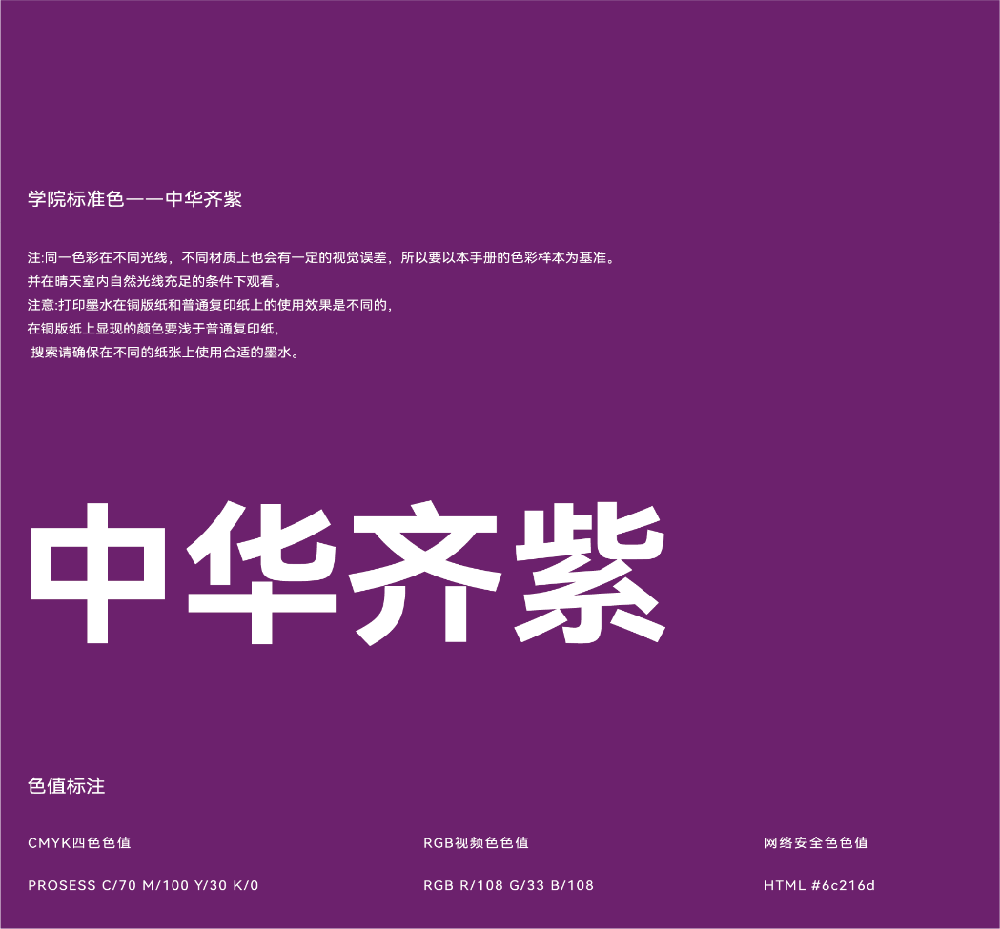 学院标准色——中华齐紫
注:同一色彩在不同光线，不同材质上也会有一定的视觉误差，所以要以本手册的色彩样本为基准。
并在晴天室内自然光线充足的条件下观看。
注意:打印墨水在铜版纸和普通复印纸上的使用效果是不同的，
在铜版纸上显现的颜色要浅于普通复印纸，
搜索请确保在不同的纸张上使用合适的墨水。
中华齐紫
色值标注
CMYK四色色值
RGB视频色色值
网络安全色色值
PROSESS C/70 M/100 Y/30 K/0
RGB R/108 G/33 B/108
HTML #6c216d